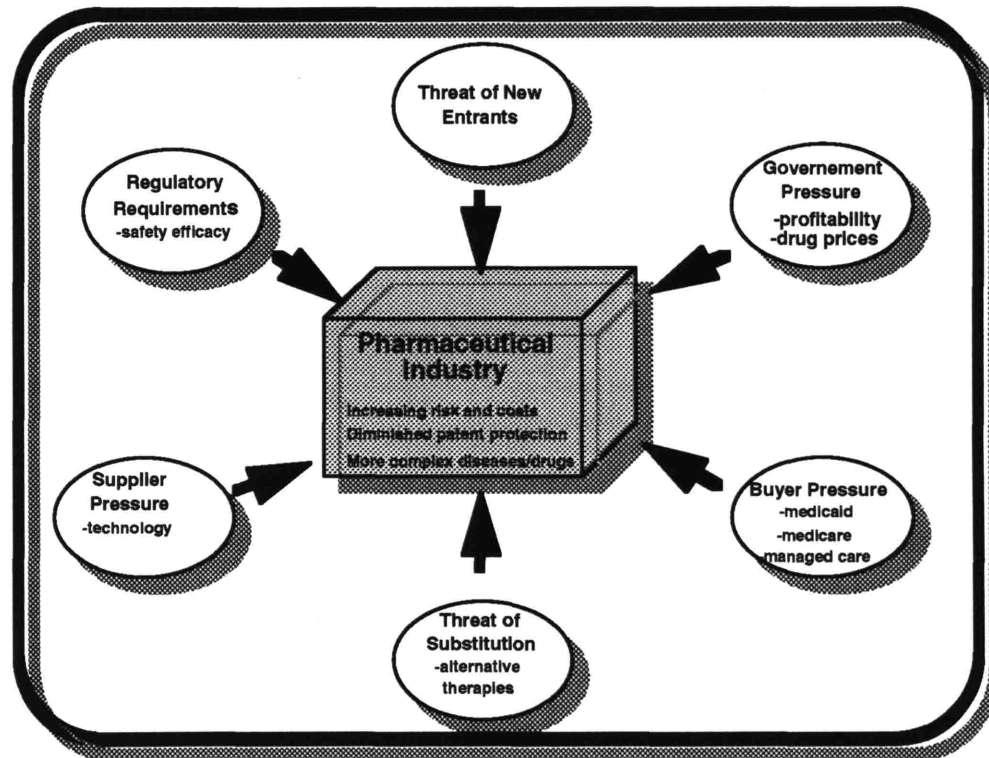 Threat of New
Entrants
Regulatory
Requirements
-safety efficacy
Governement
Pressure
-profitability
-drug prices
Pharmaceutical
Industry
Increasing risk and costs
Diminished patent protection
More complex diseases/drugs
Supplier
Pressure
-technology
Buyer Pressure
-medicaid
-medicare
-managed care
Threat of
Substitution
-alternative
therapies